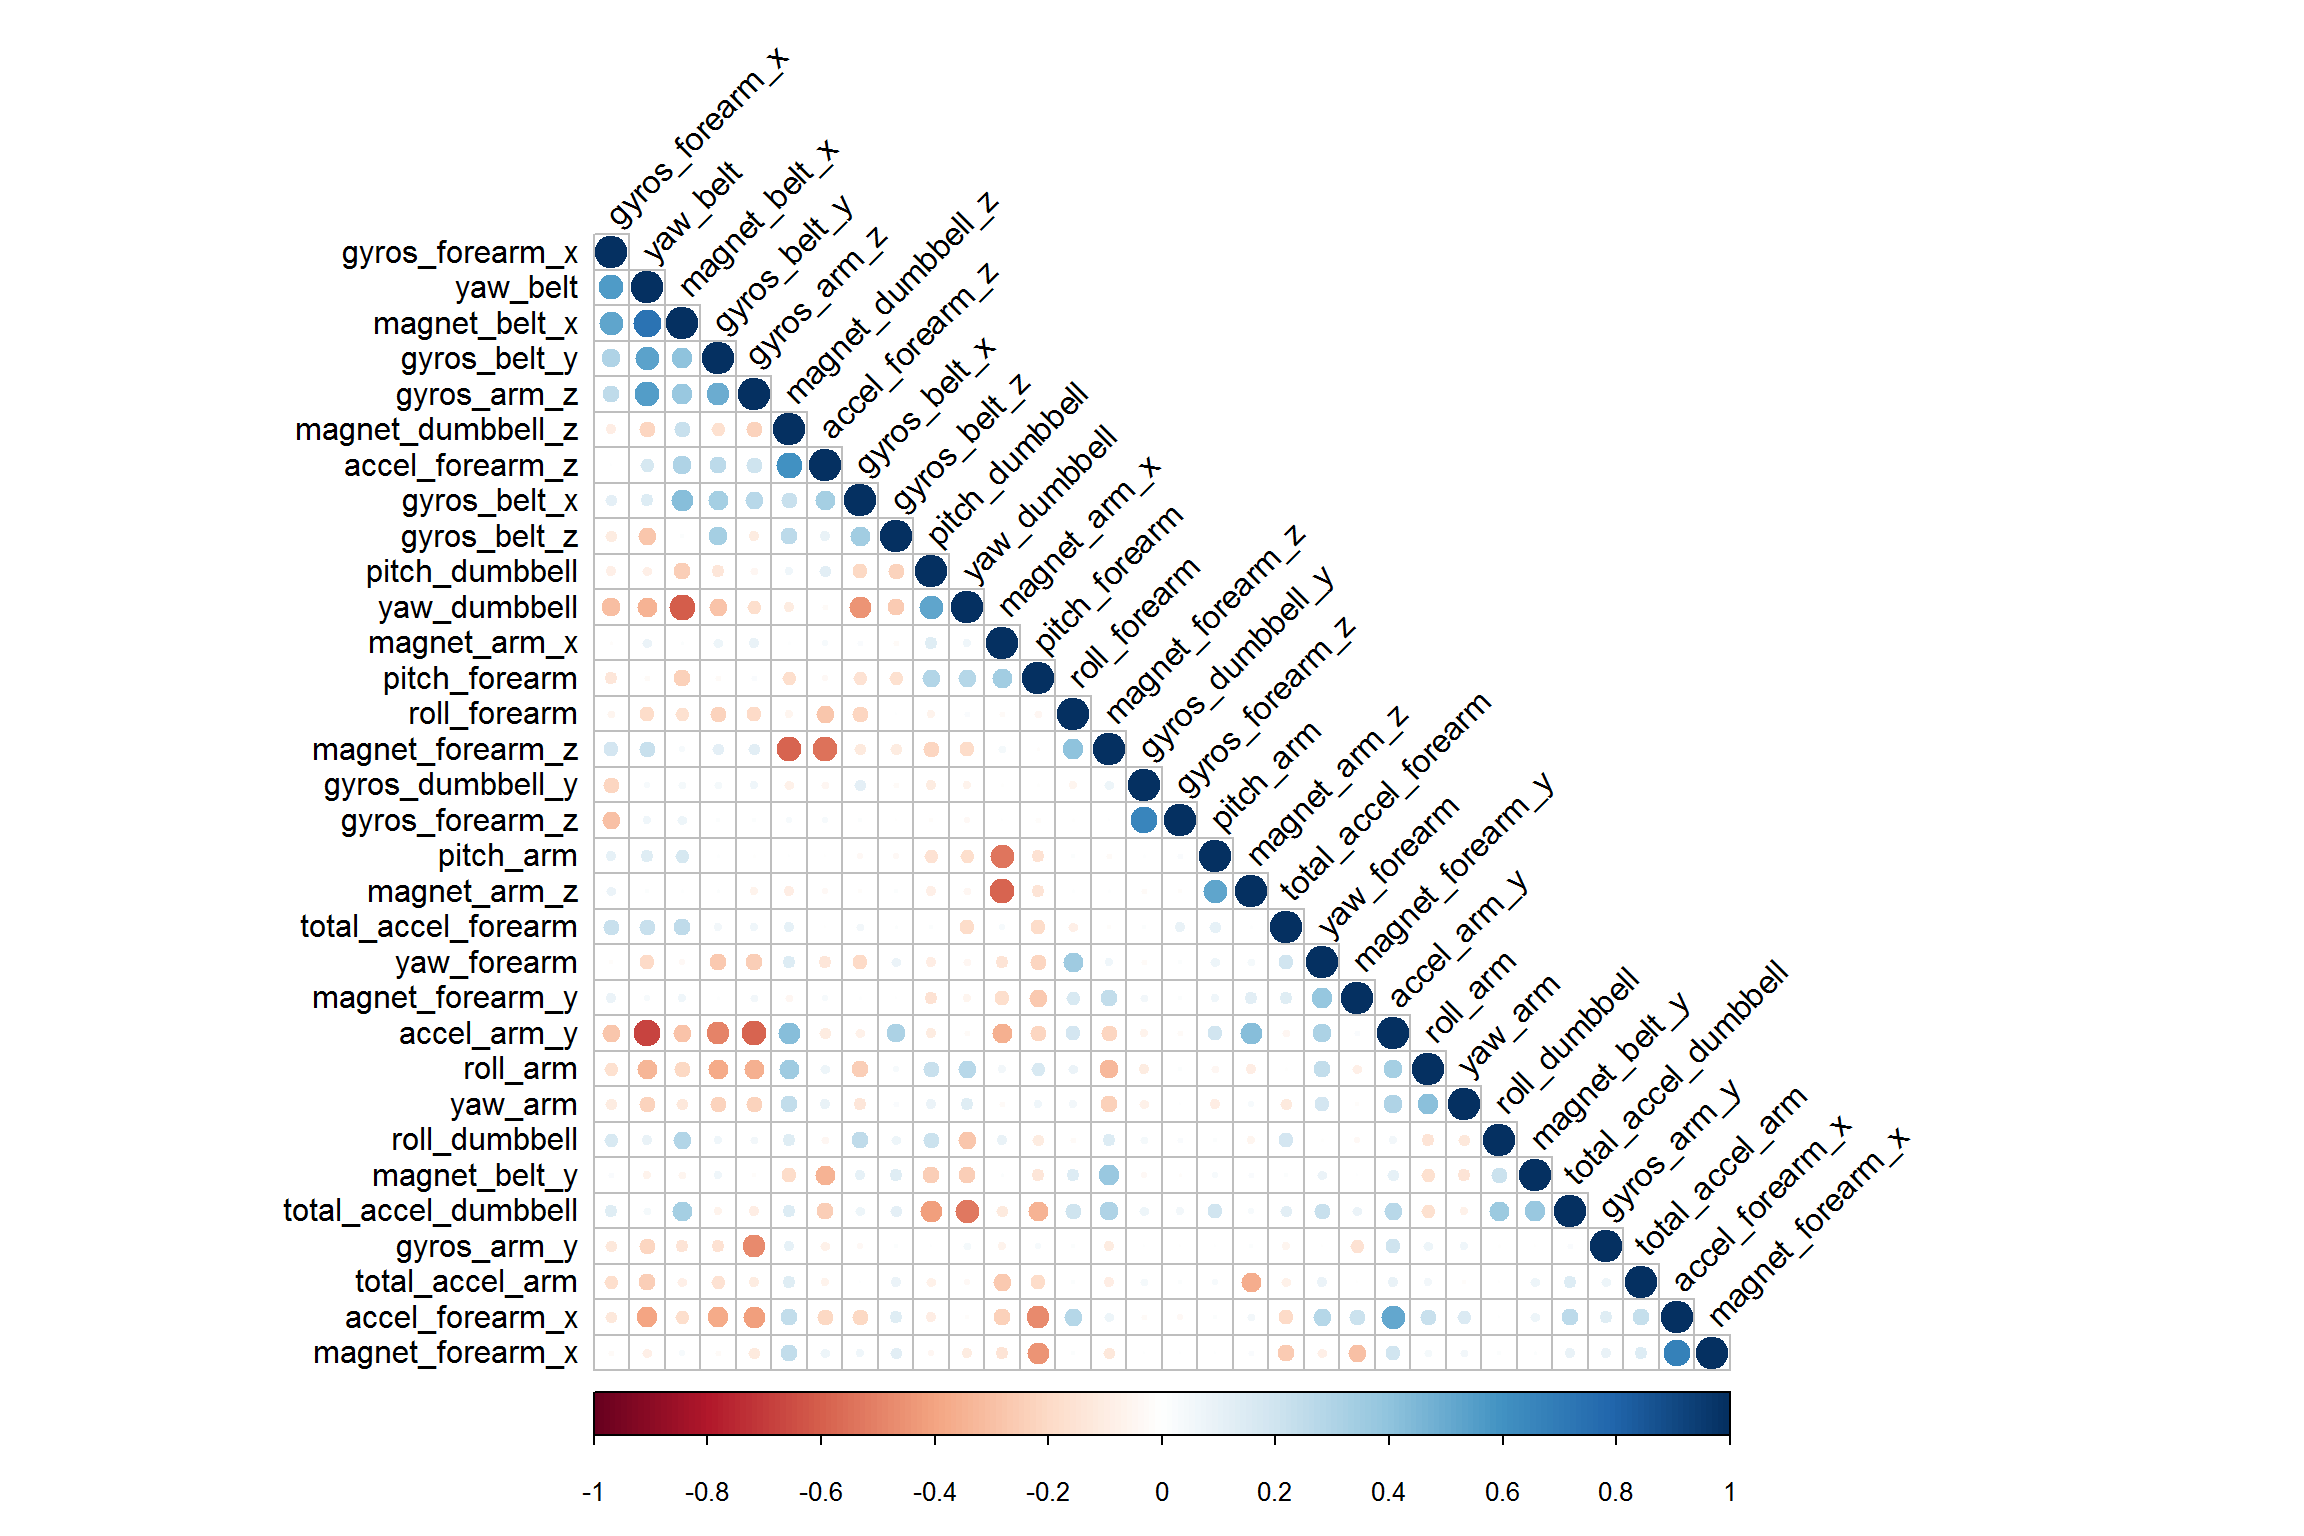 gyros_forearm_x
yaw_belt
magnet_belt_x
gyros_belt_y
gyros_arm_z
magnet_dumbbell_z
accel_forearm_z
gyros_belt_x
gyros_belt_z
pitch_dumbbell
yaw_dumbbell
magnet_arm_x
pitch_forearm
roll_forearm
magnet_forearm_z
gyros_dumbbell_y
gyros_forearm_z
pitch_arm
magnet_arm_z
total_accel_forearm
yaw_forearm
magnet_forearm_y
accel_arm_y
roll_arm
yaw_arm
roll_dumbbell
magnet_belt_y
total_accel_dumbbell
gyros_arm_y
total_accel_arm
accel_forearm_x
magnet_forearm_x
gyros_forearm_x
yaw_belt
magnet_belt_x
gyros_belt_y
gyros_arm_z
magnet_dumbbell_z
accel_forearm_z
gyros_belt_x
gyros_belt_z
pitch_dumbbell
yaw_dumbbell
magnet_arm_x
pitch_forearm
roll_forearm
magnet_forearm_z
gyros_dumbbell_y
gyros_forearm_z
pitch_arm
magnet_arm_z
total_accel_forearm
yaw_forearm
magnet_forearm_y
accel_arm_y
roll_arm
yaw_arm
roll_dumbbell
magnet_belt_y
total_accel_dumbbell
gyros_arm_y
total_accel_arm
accel_forearm_x
magnet_forearm_x
-1 -0.8 -0.6 -0.4 -0.2 0 0.2 0.4 0.6 0.8 1